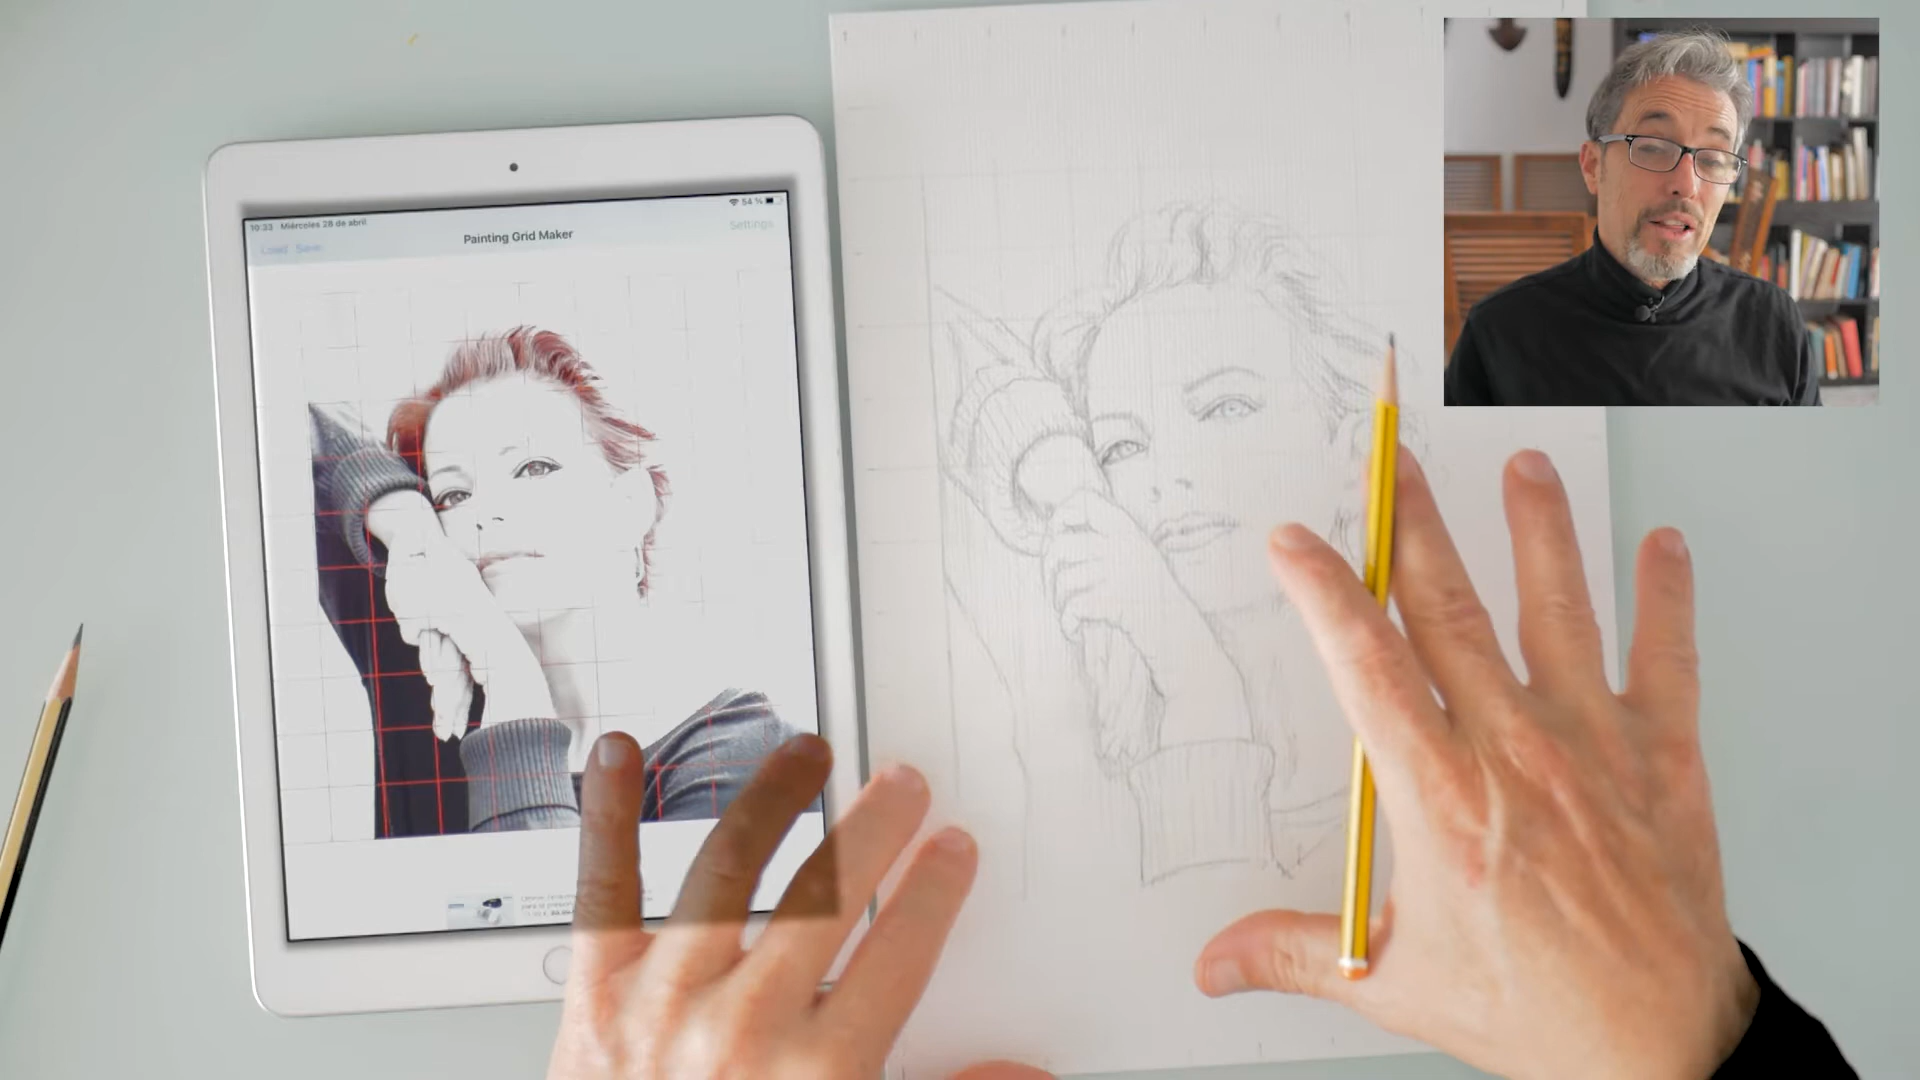 10:33 Miércoles 28 de abril
54 %
Load Save
Painting Grid Maker
Settings